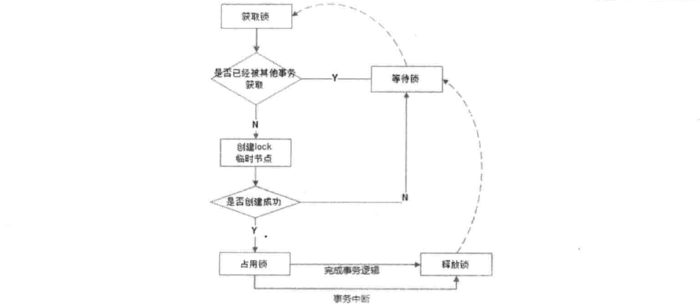 获取锁
是否已经被其他事务
获取
Y
等待锁
N
创建lock
临时节点
是否创建成功
N
Y
占用锁
完成事务逻辑
释放锁
事务中断